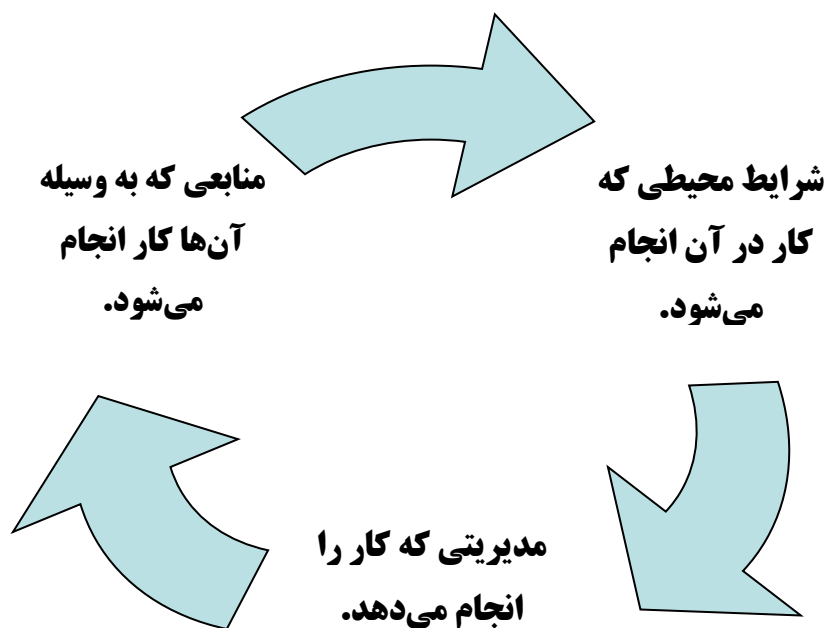 شرایط محیطی که
کار در آن انجام
می‌شود.
منابعی که به وسیله
آن‌ها کار انجام
می‌شود.
مدیریتی که کار را
انجام می‌دهد.